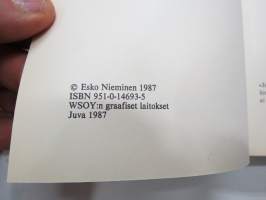 © Esko Nieminen 1987
ISBN 951-0-14693-5
WSOY:n graafiset laitokset
Juva 1987